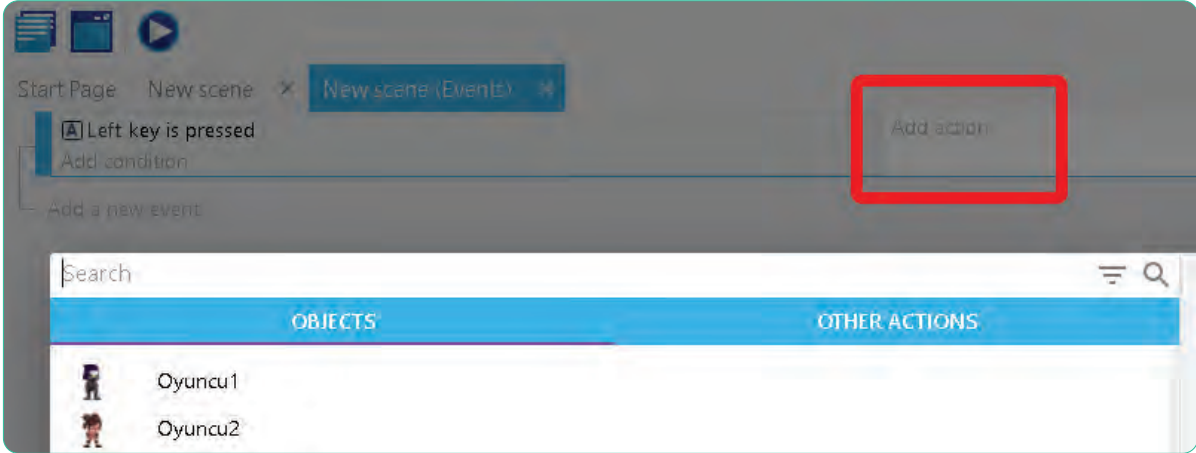 Start Page New scene × New scene (Events) ×
A Left key is pressed
Add condition
Add action
Add a new event
Search
OBJECTS
OTHER ACTIONS
Oyuncu1
Oyuncu2